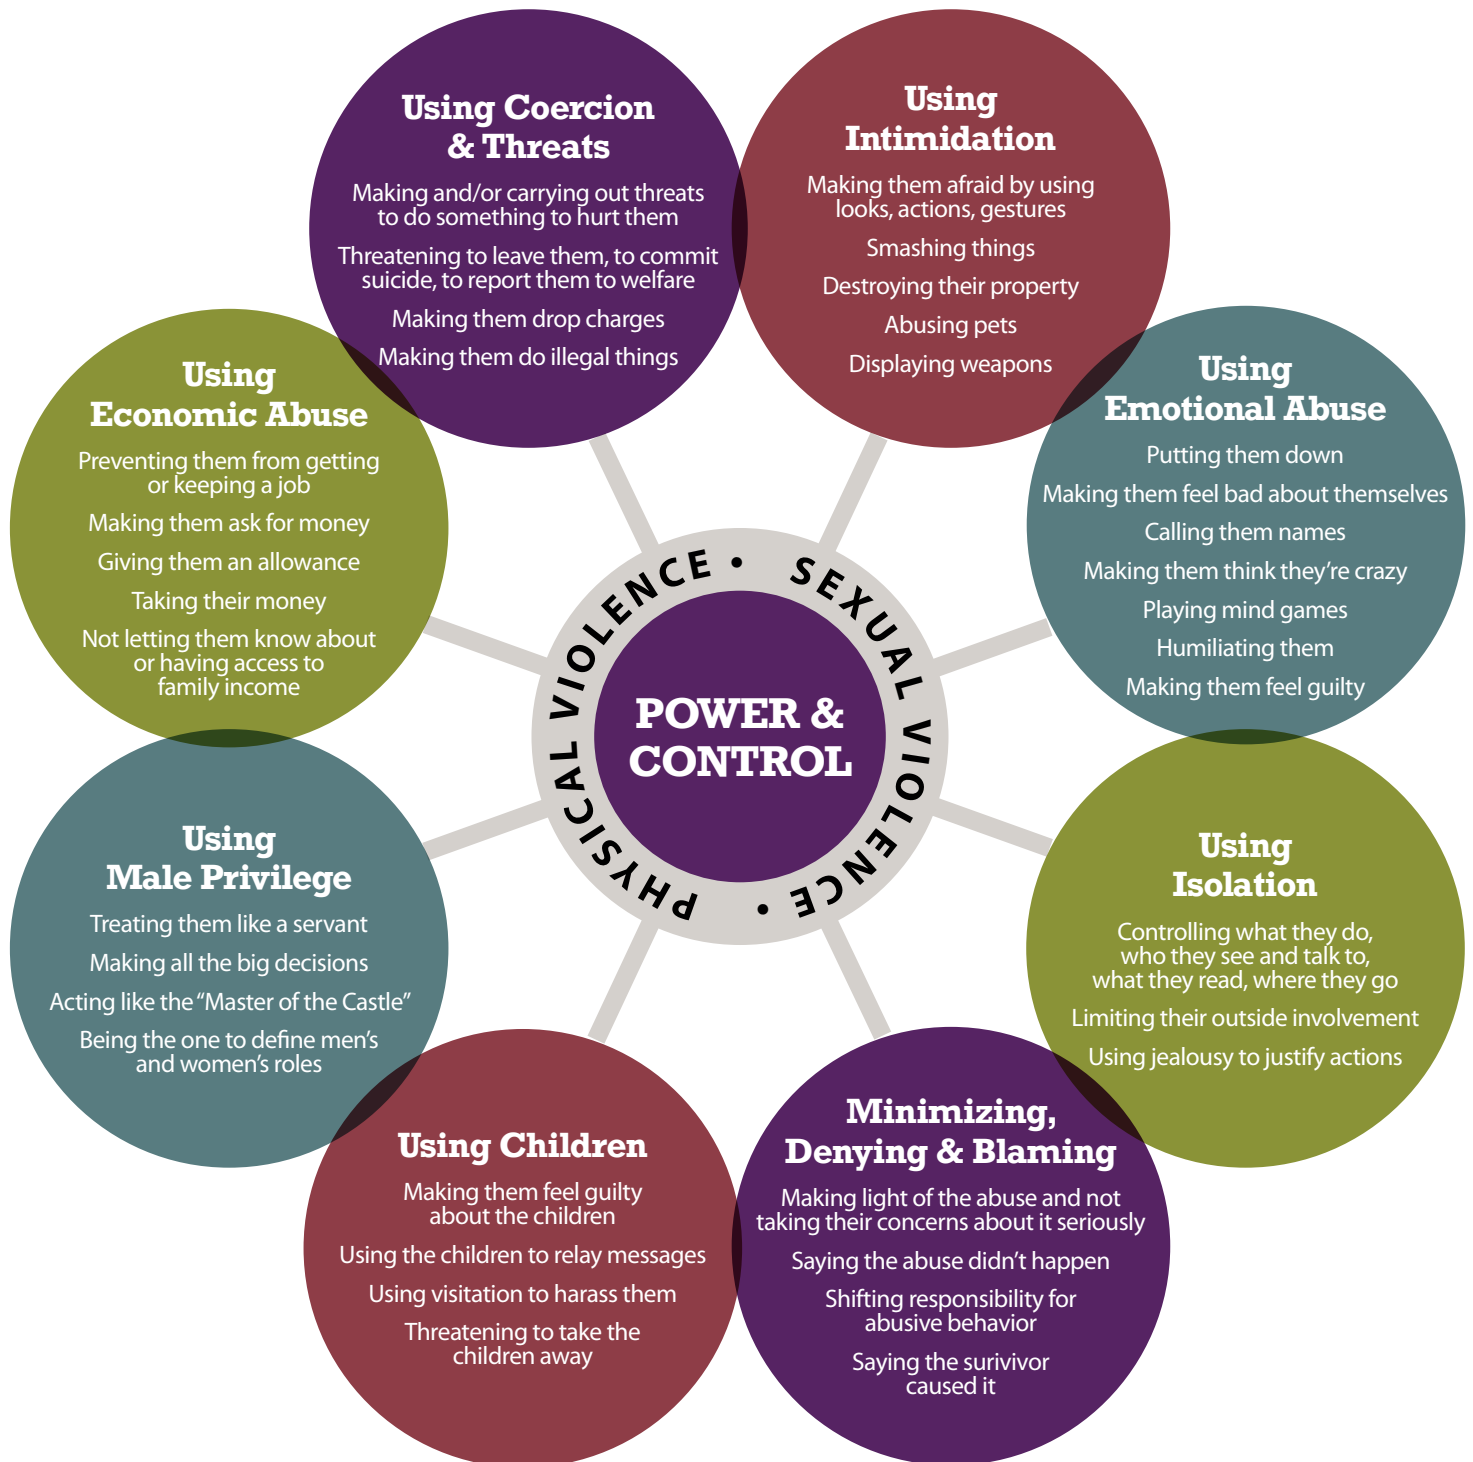 Using Coercion
& Threats
Making and/or carrying out threats
to do something to hurt them
Threatening to leave them, to commit
suicide, to report them to welfare
Making them drop charges
Making them do illegal things
Using
Intimidation
Making them afraid by using
looks, actions, gestures
Smashing things
Destroying their property
Abusing pets
Displaying weapons
Using
Emotional Abuse
Putting them down
Making them feel bad about themselves
Calling them names
Making them think they’re crazy
Playing mind games
Humiliating them
Making them feel guilty
Using
Isolation
Controlling what they do,
who they see and talk to,
what they read, where they go
Limiting their outside involvement
Using jealousy to justify actions
Minimizing,
Denying & Blaming
Making light of the abuse and not
taking their concerns about it seriously
Saying the abuse didn’t happen
Shifting responsibility for
abusive behavior
Saying the surivivor
caused it
Using Children
Making them feel guilty
about the children
Using the children to relay messages
Using visitation to harass them
Threatening to take the
children away
Using
Male Privilege
Treating them like a servant
Making all the big decisions
Acting like the “Master of the Castle”
Being the one to define men’s
and women’s roles
Using
Economic Abuse
Preventing them from getting
or keeping a job
Making them ask for money
Giving them an allowance
Taking their money
Not letting them know about
or having access to
family income
PHYSICAL VIOLENCE •
SEXUAL VIOLENCE •
POWER &
CONTROL